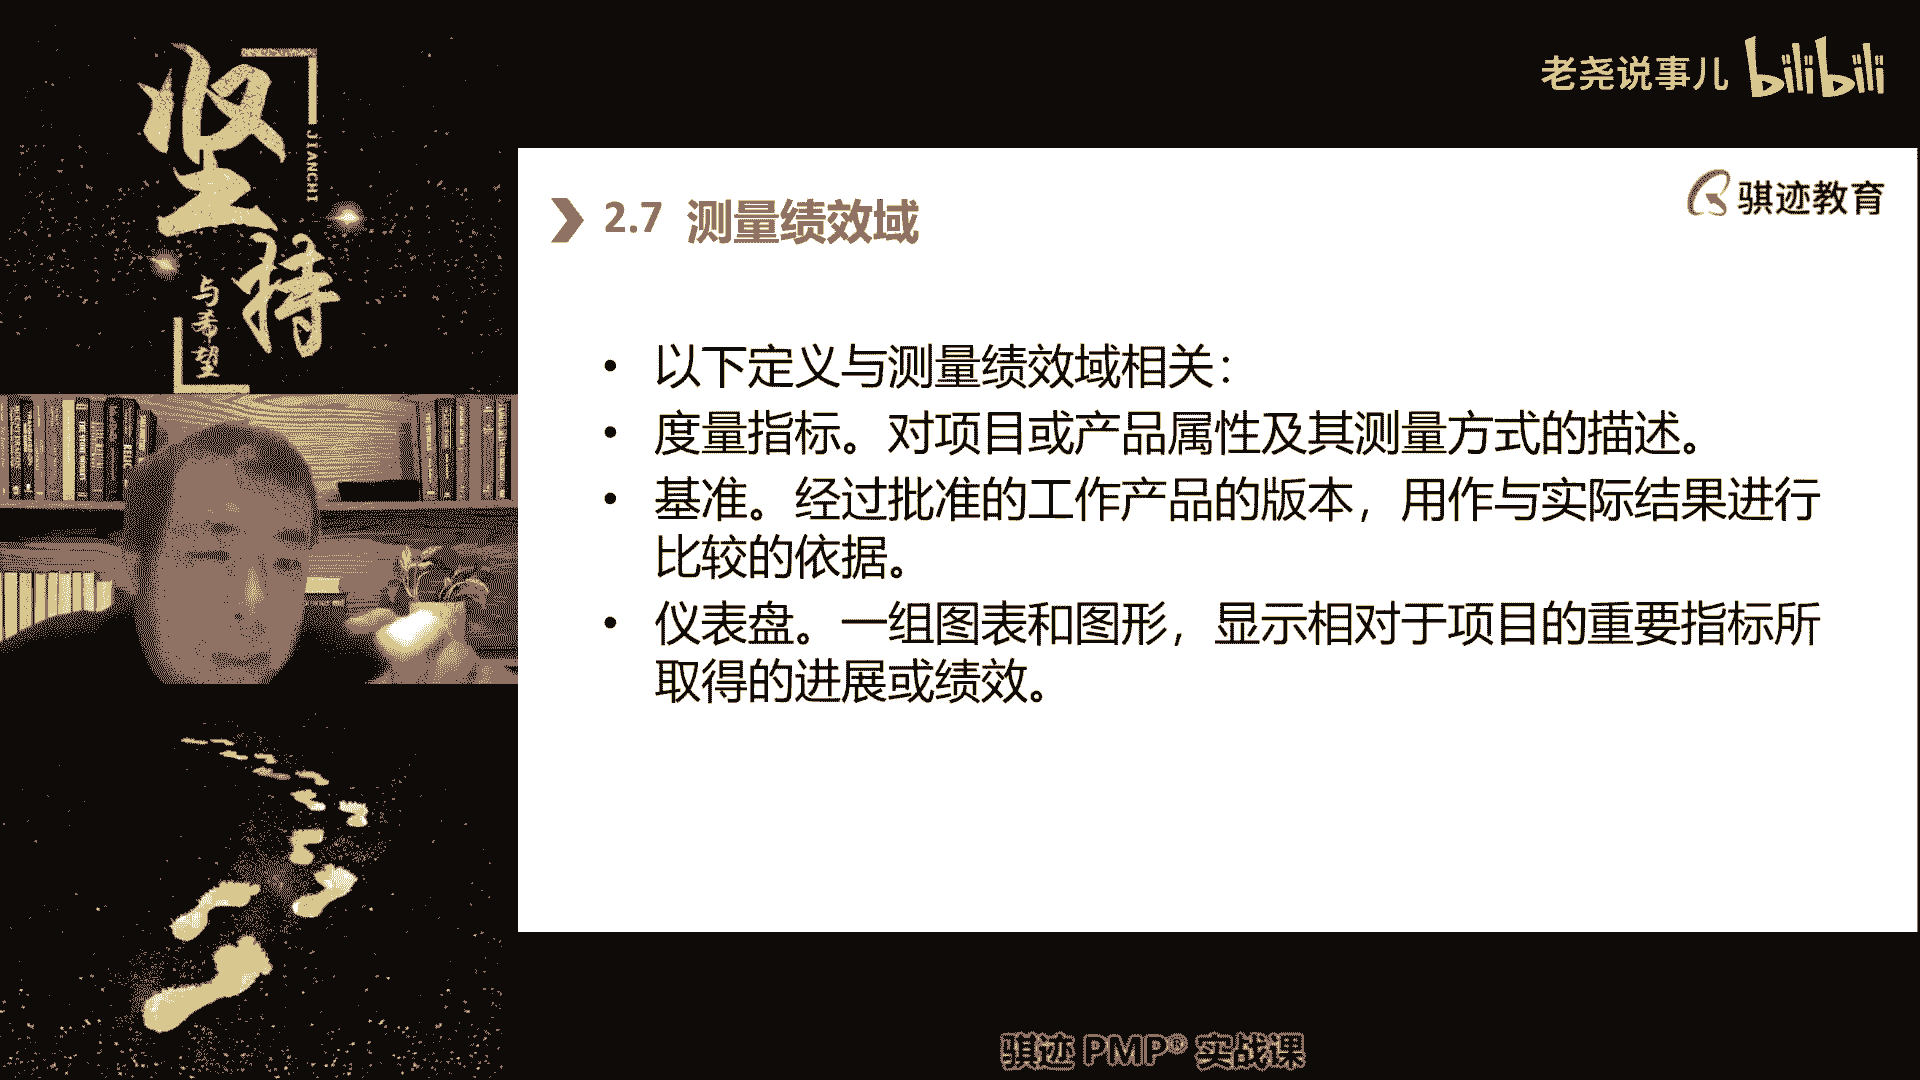 坚持
JIANCHI
与希望
老尧说事儿 bilibili
骐迹教育
2.7 测量绩效域
• 以下定义与测量绩效域相关：
• 度量指标。对项目或产品属性及其测量方式的描述。
• 基准。经过批准的工作产品的版本，用作与实际结果进行
比较的依据。
• 仪表盘。一组图表和图形，显示相对于项目的重要指标所
取得的进展或绩效。
骐迹 PMP® 实战课